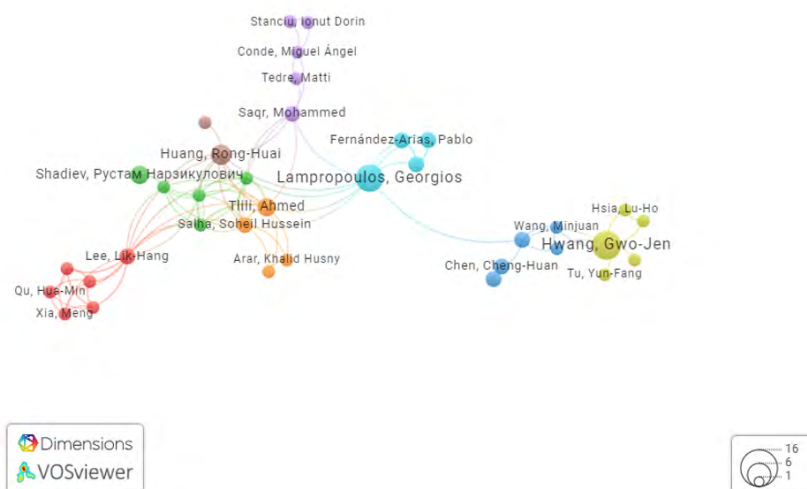 Stanciu, Ionut Dorin
Conde, Miguel Ángel
Tedre, Matti
Saqr, Mohammed
Fernández-Arias, Pablo
Huang, Rong-Huai
Shadiev, Рустам Нарзикулович
Lampropoulos, Georgios
Tlili, Ahmed
Hsia, Lu-Ho
Salha, Soheil Hussein
Wang, Minjuan
Hwang, Gwo-Jen
Lee, Lik-Hang
Arar, Khalid Husny
Chen, Cheng-Huan
Tu, Yun-Fang
Qu, Hua-Min
Xia, Meng
Dimensions
VOSviewer
16
6
1